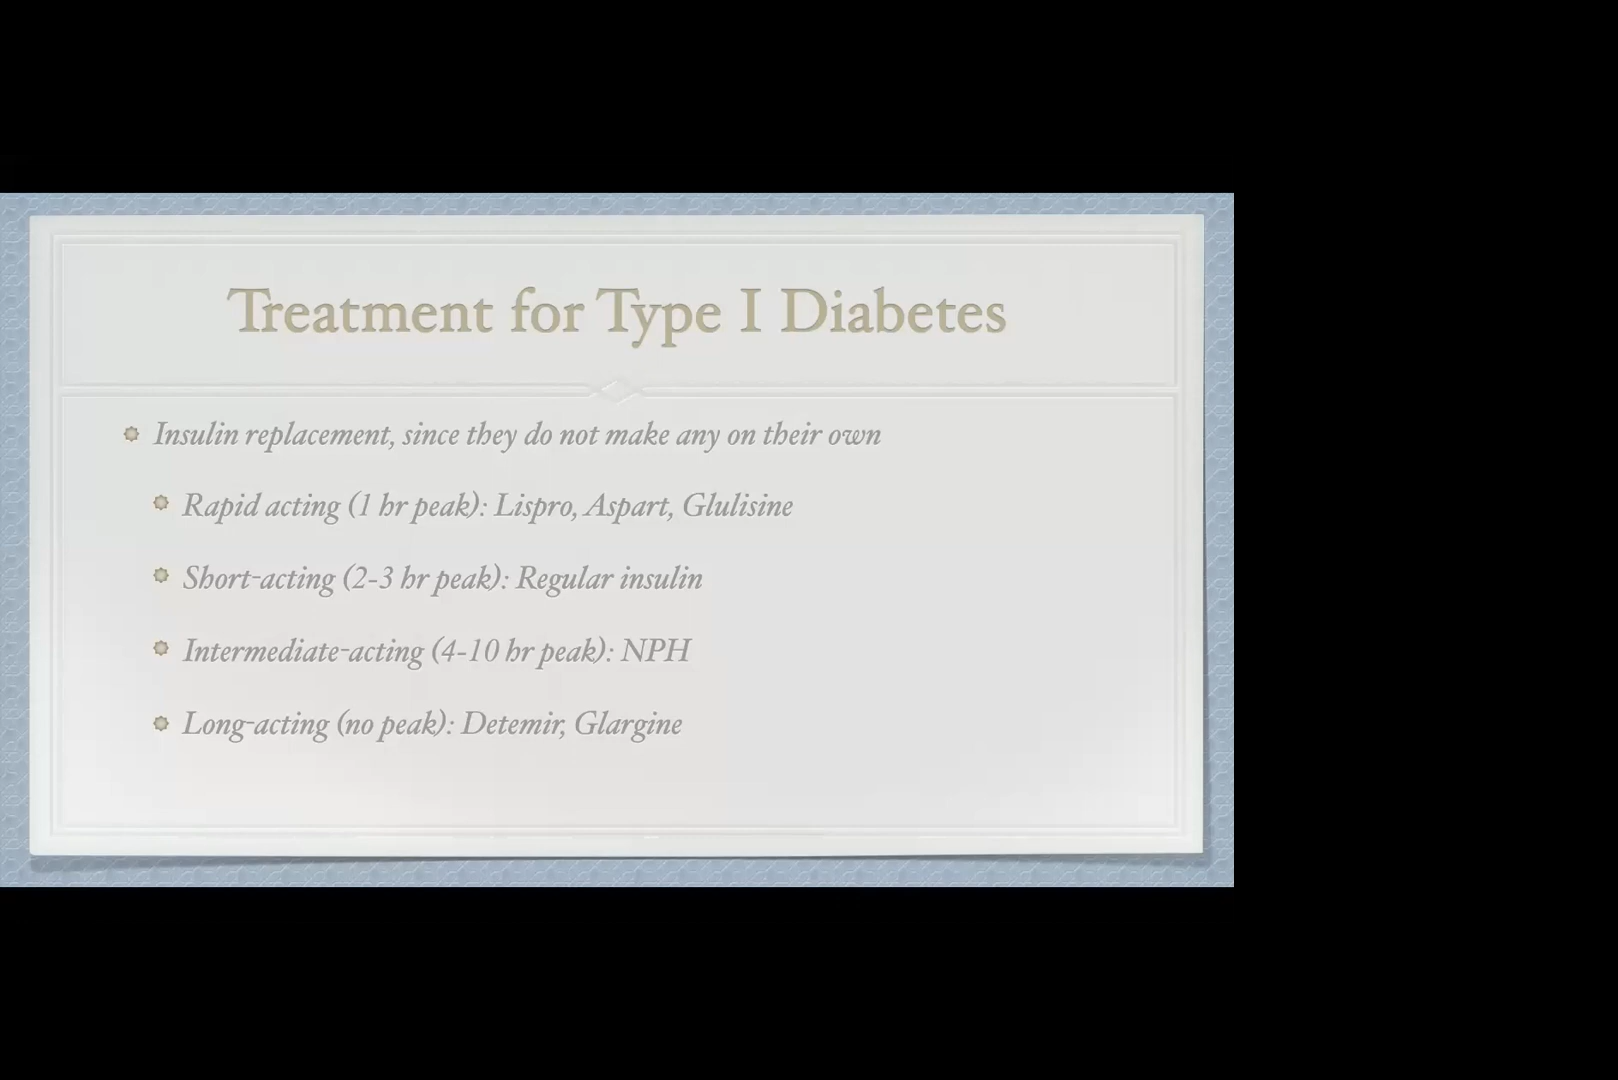 Treatment for Type I Diabetes
Insulin replacement, since they do not make any on their own
Rapid acting (1 hr peak): Lispro, Aspart, Glulisine
Short-acting (2-3 hr peak): Regular insulin
Intermediate-acting (4-10 hr peak): NPH
Long-acting (no peak): Detemir, Glargine